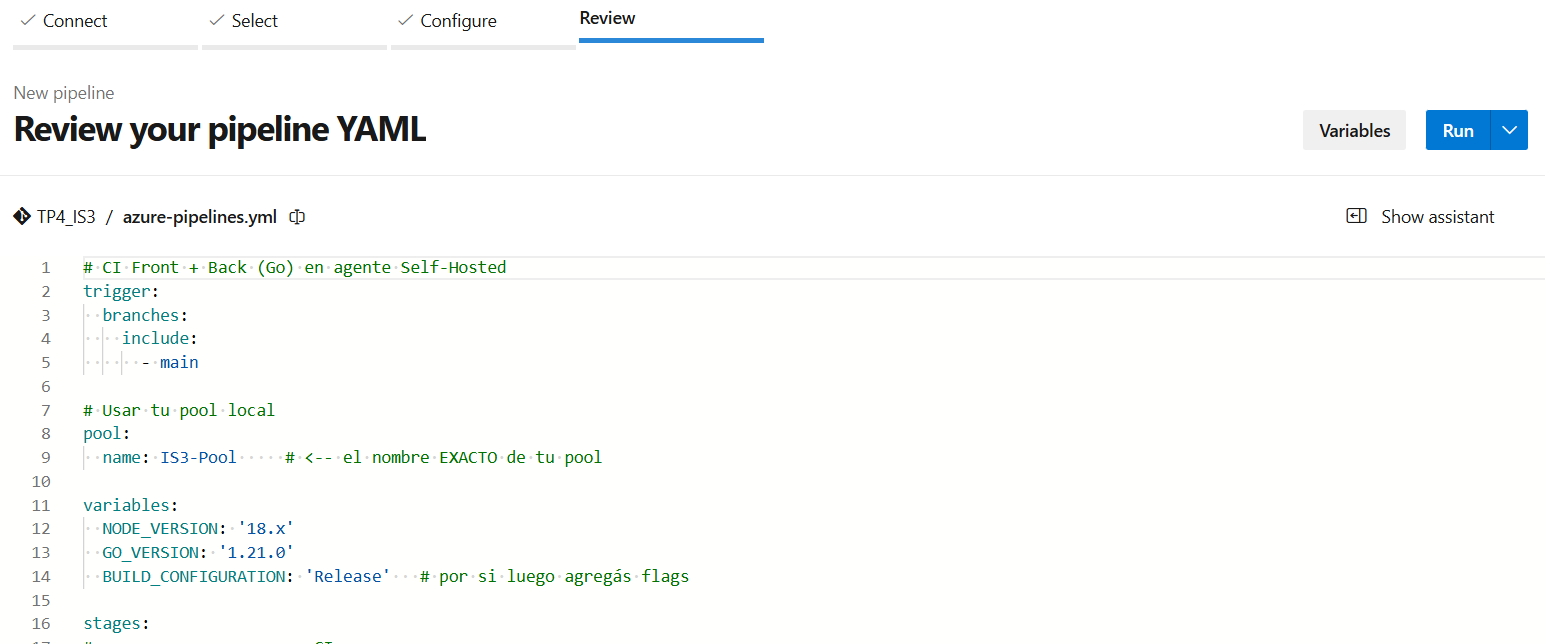 Connect
Select
Configure
Review
New pipeline
Review your pipeline YAML
Variables
Run
TP4_IS3 / azure-pipelines.yml
Show assistant
1 # CI Front + Back (Go) en agente Self-Hosted
2 trigger:
3   branches:
4     include:
5       - main
6
7 # Usar tu pool local
8 pool:
9   name: IS3-Pool     # <-- el nombre EXACTO de tu pool
10
11 variables:
12   NODE_VERSION: '18.x'
13   GO_VERSION: '1.21.0'
14   BUILD_CONFIGURATION: 'Release'   # por si luego agregás flags
15
16 stages: